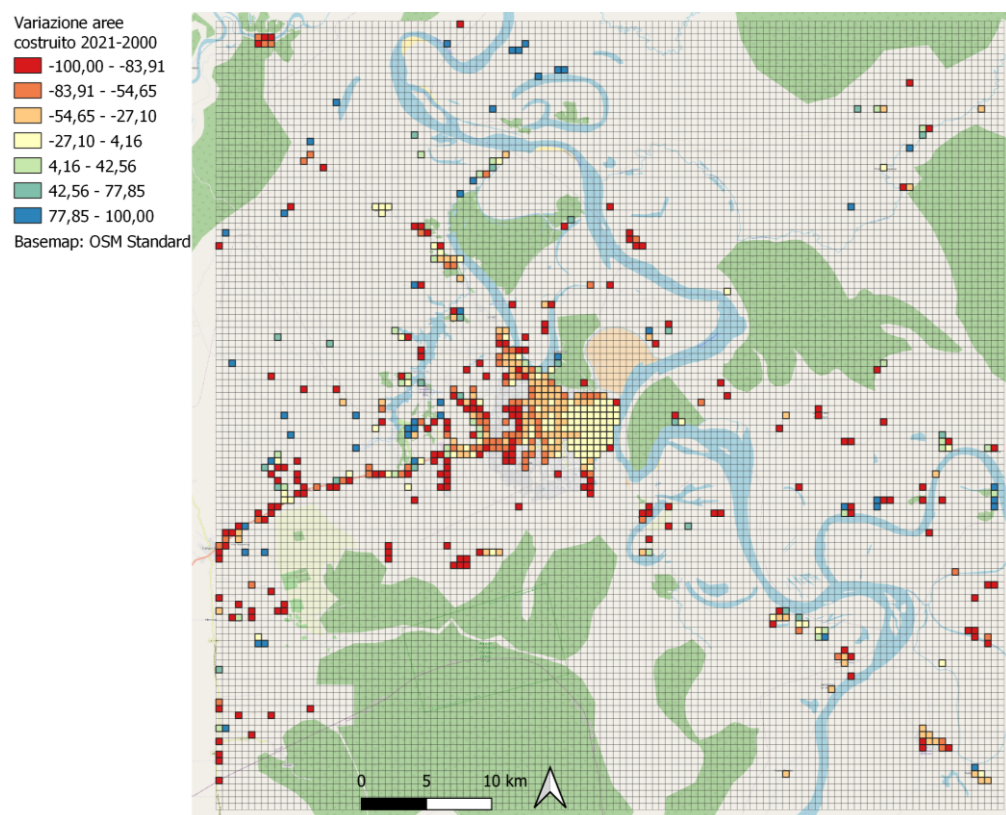 Variazione aree
costruito 2021-2000
-100,00 - -83,91
-83,91 - -54,65
-54,65 - -27,10
-27,10 - 4,16
4,16 - 42,56
42,56 - 77,85
77,85 - 100,00
Basemap: OSM Standard
0 5 10 km